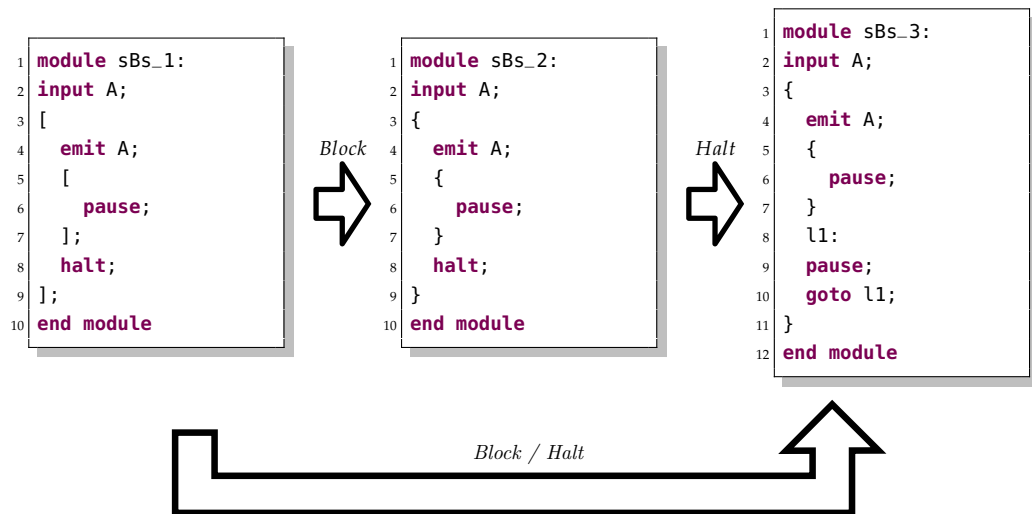 1 module sBs_1:
2 input A;
3 [
4 emit A;
5 [
6 pause;
7 ];
8 halt;
9 ];
10 end module
Block
1 module sBs_2:
2 input A;
3 {
4 emit A;
5 {
6 pause;
7 }
8 halt;
9 }
10 end module
Halt
1 module sBs_3:
2 input A;
3 {
4 emit A;
5 {
6 pause;
7 }
8 l1:
9 pause;
10 goto l1;
11 }
12 end module
Block / Halt